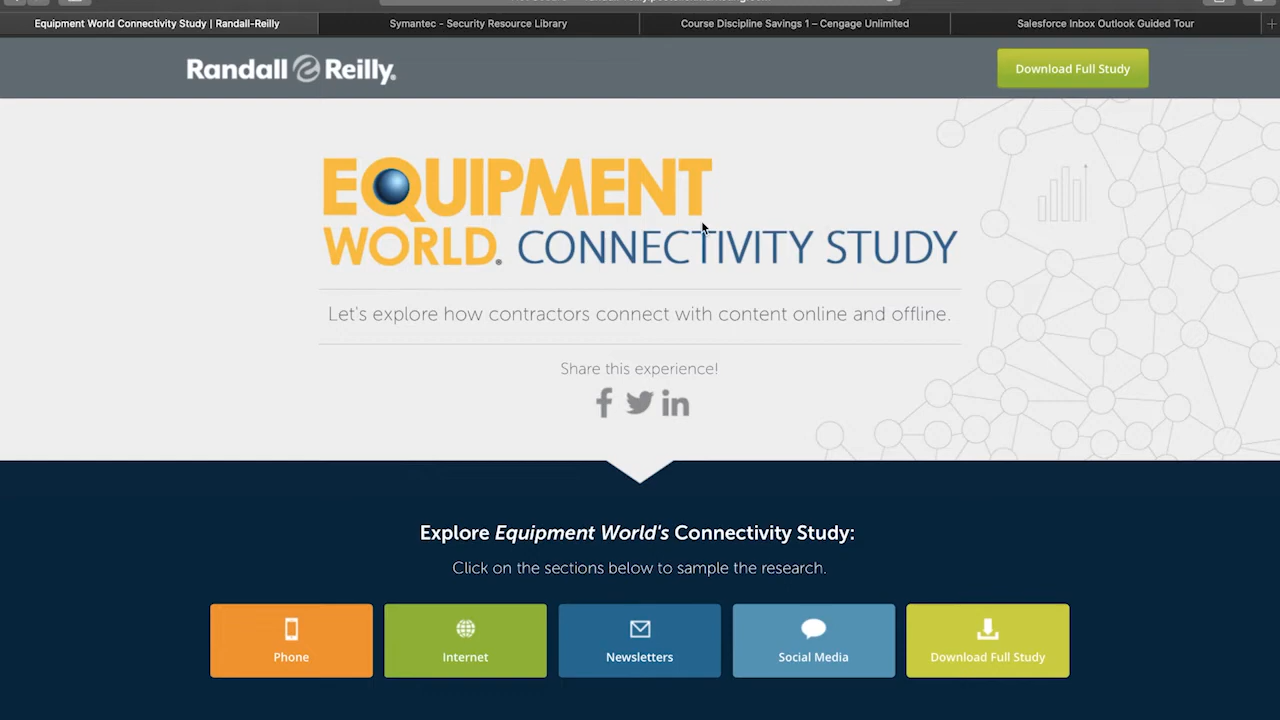 Equipment World Connectivity Study | Randall-Reilly
Symantec - Security Resource Library
Course Discipline Savings 1 – Cengage Unlimited
Salesforce Inbox Outlook Guided Tour
Randall Reilly.
Download Full Study
EQUIPMENT
WORLD® CONNECTIVITY STUDY
Let's explore how contractors connect with content online and offline.
Share this experience!
Explore Equipment World's Connectivity Study:
Click on the sections below to sample the research.
Phone
Internet
Newsletters
Social Media
Download Full Study